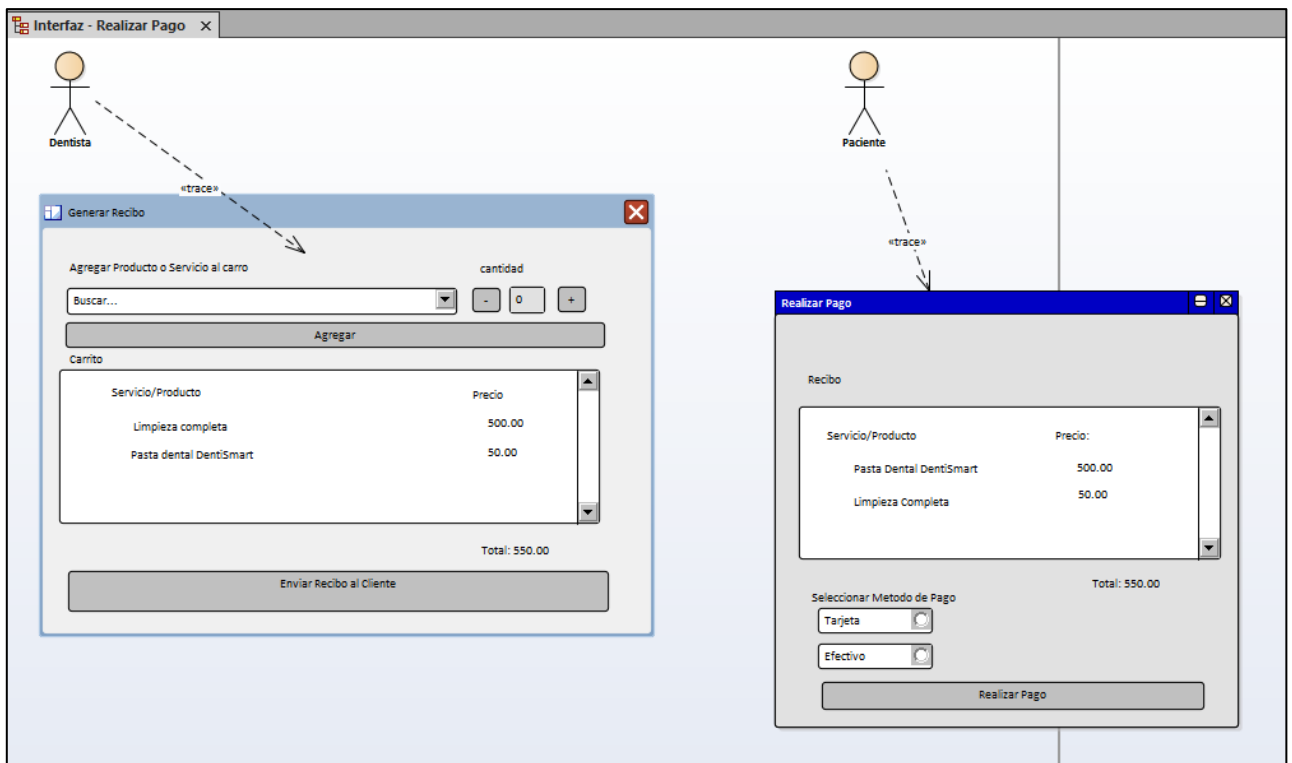 Interfaz - Realizar Pago X
Dentista
«trace»
Generar Recibo
Agregar Producto o Servicio al carro
cantidad
Buscar...
-
0
+
Agregar
Carrito
Servicio/Producto Precio
Limpieza completa 500.00
Pasta dental DentiSmart 50.00
Total: 550.00
Enviar Recibo al Cliente
Paciente
«trace»
Realizar Pago
Recibo
Servicio/Producto Precio:
Pasta Dental DentiSmart 500.00
Limpieza Completa 50.00
Total: 550.00
Seleccionar Metodo de Pago
Tarjeta
Efectivo
Realizar Pago